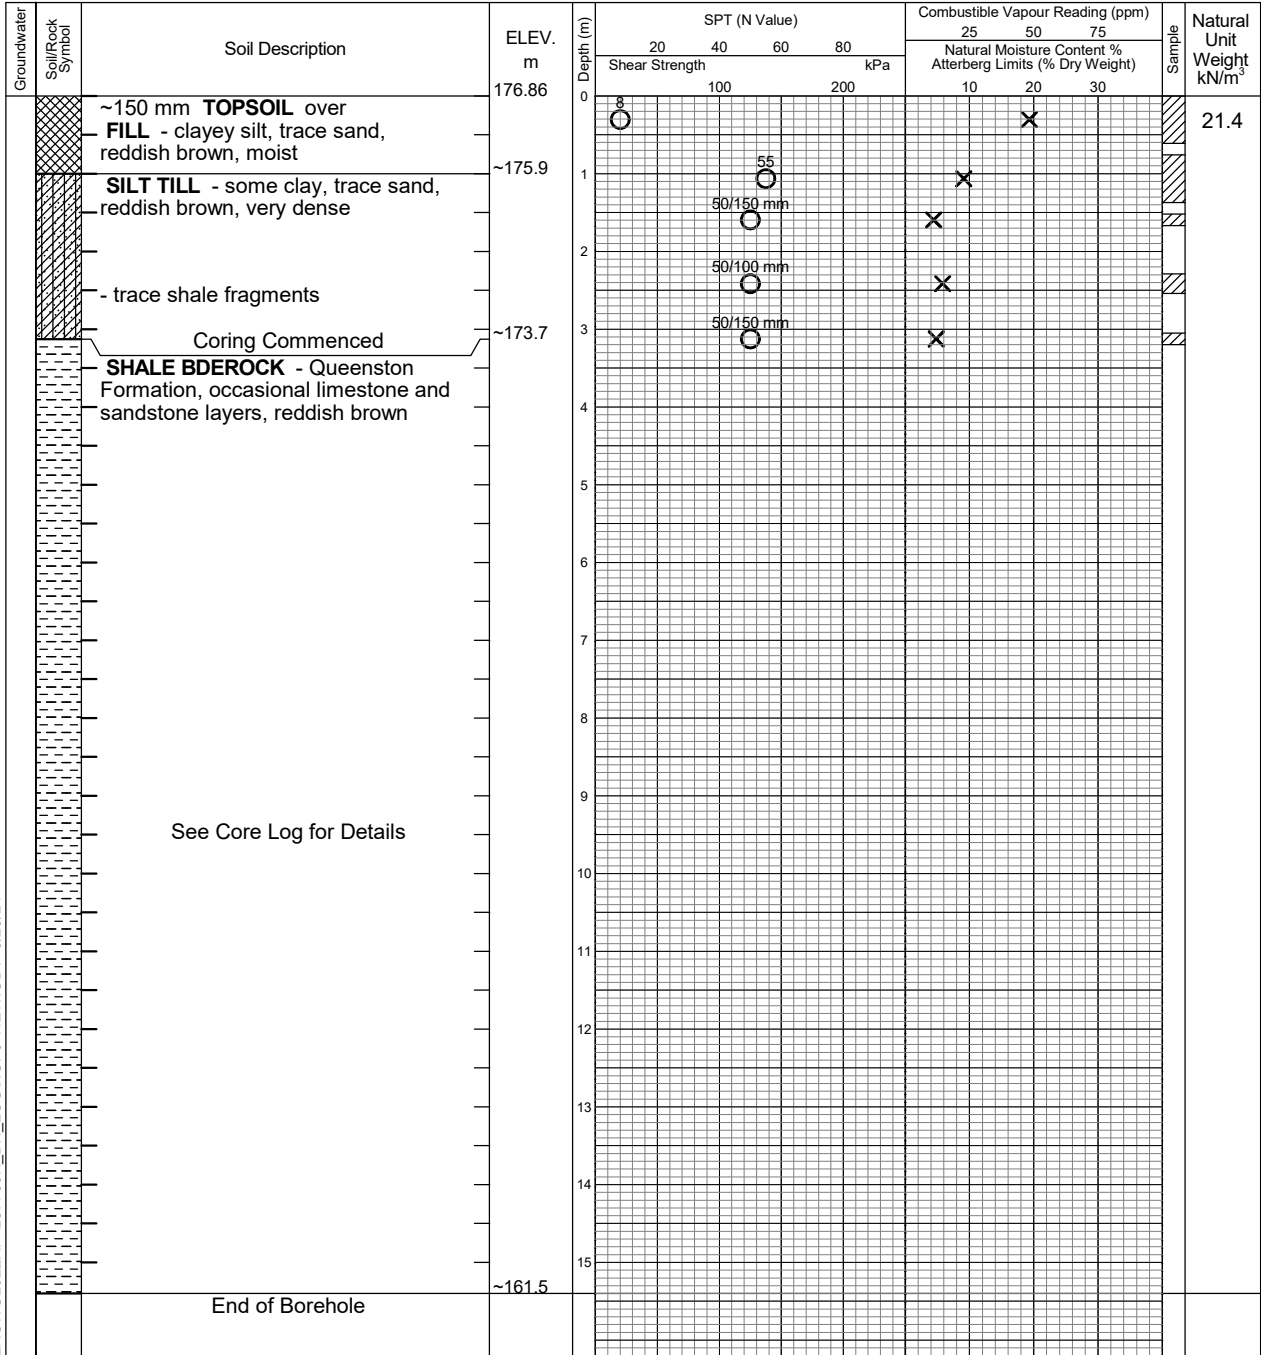 Groundwater
Soil/Rock
Symbol
Soil Description
ELEV.
m
Depth (m)
SPT (N Value)
20 40 60 80
Shear Strength kPa
100 200
Combustible Vapour Reading (ppm)
25 50 75
Natural Moisture Content %
Atterberg Limits (% Dry Weight)
10 20 30
Sample
Natural
Unit
Weight
kN/m³
176.86
0
~150 mm TOPSOIL over
FILL - clayey silt, trace sand,
reddish brown, moist
8
21.4
~175.9
1
SILT TILL - some clay, trace sand,
reddish brown, very dense
55
50/150 mm
2
50/100 mm
- trace shale fragments
50/150 mm
3
Coring Commenced
~173.7
SHALE BDEROCK - Queenston
Formation, occasional limestone and
sandstone layers, reddish brown
4
5
6
7
8
9
See Core Log for Details
10
11
12
13
14
15
~161.5
End of Borehole